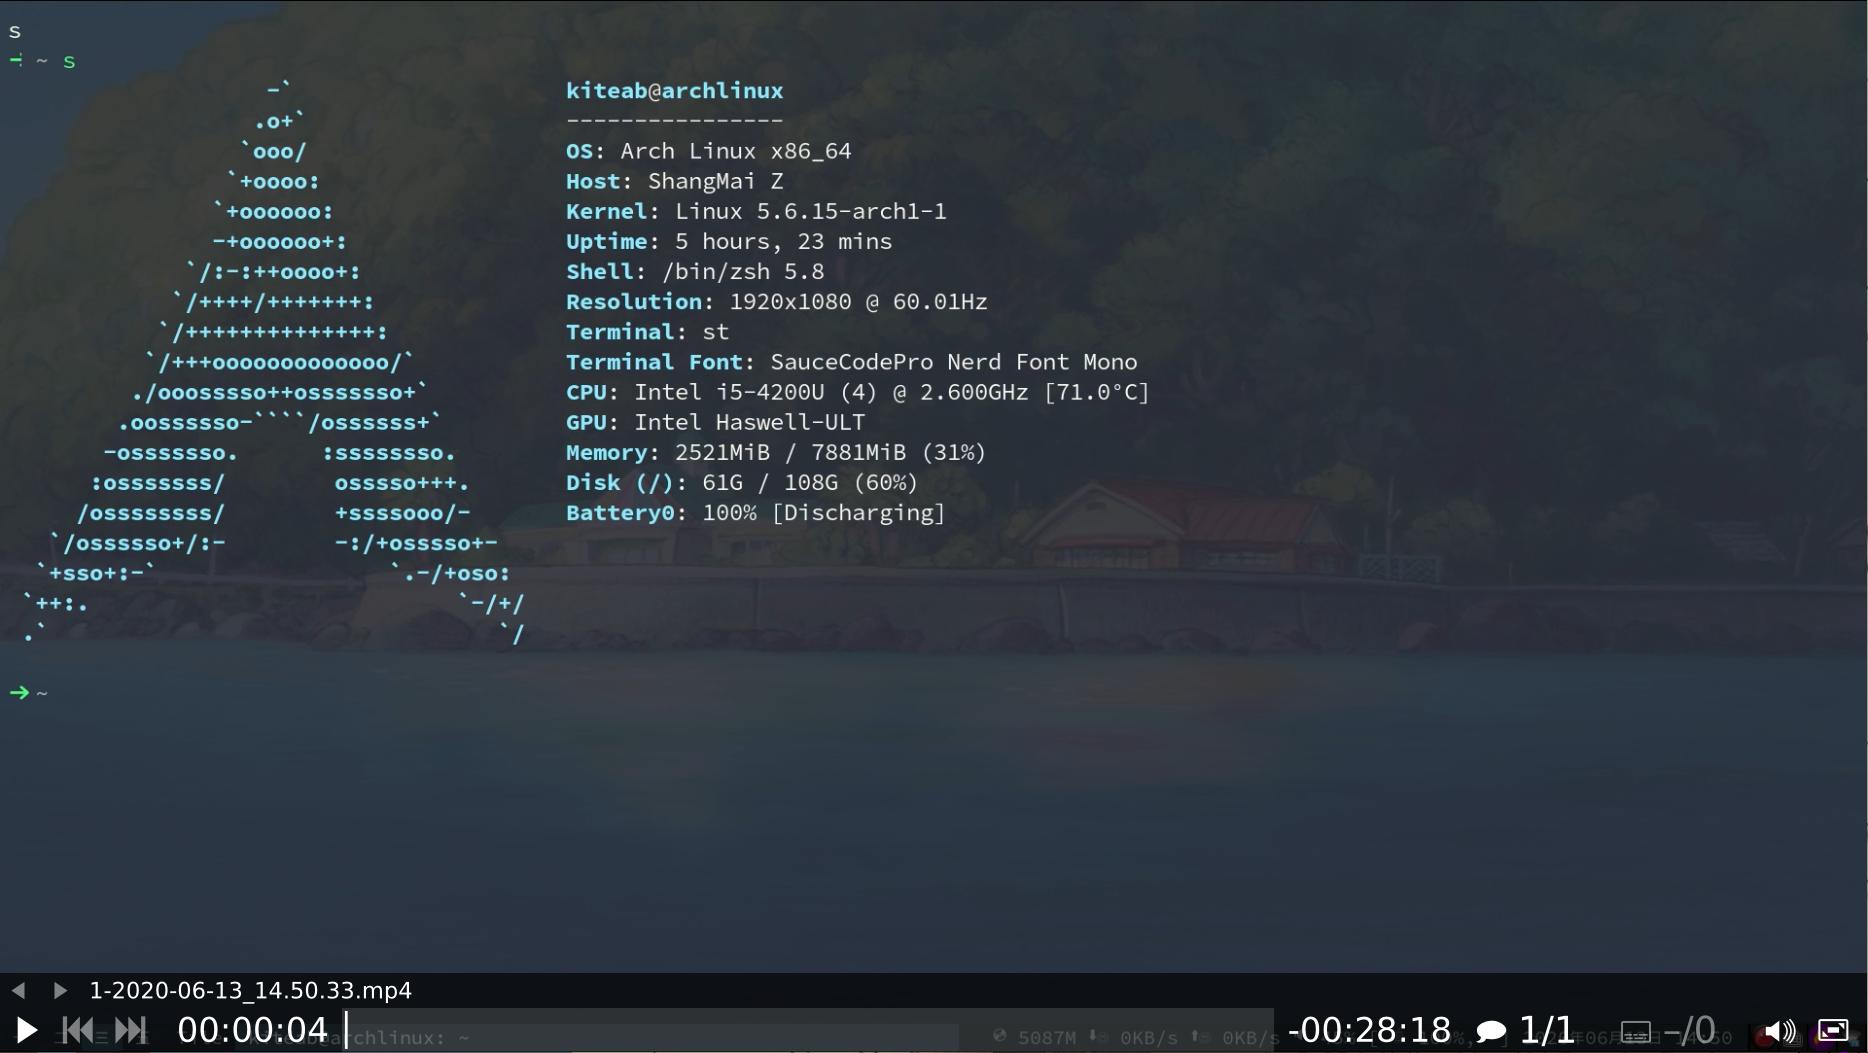 s
→ ~ s
-`
.o+`
`ooo/
`+oooo:
`+oooooo:
-+oooooo+:
`/:-:++oooo+:
`/++++/+++++++:
`/++++++++++++++:
`/+++ooooooooooooo/`
./ooosssso++osssssso+`
.oossssso-````/ossssss+`
-osssssso.      :ssssssso.
:osssssss/        osssso+++.
/ossssssss/        +ssssooo/-
`/ossssso+/:-        -:/+osssso+-
`+sso+:-`                 `.-/+oso:
`++:.                           `-/+/
.`                                 `/
kiteab@archlinux
----------------
OS: Arch Linux x86_64
Host: ShangMai Z
Kernel: Linux 5.6.15-arch1-1
Uptime: 5 hours, 23 mins
Shell: /bin/zsh 5.8
Resolution: 1920x1080 @ 60.01Hz
Terminal: st
Terminal Font: SauceCodePro Nerd Font Mono
CPU: Intel i5-4200U (4) @ 2.600GHz [71.0°C]
GPU: Intel Haswell-ULT
Memory: 2521MiB / 7881MiB (31%)
Disk (/): 61G / 108G (60%)
Battery0: 100% [Discharging]
→ ~
1-2020-06-13_14.50.33.mp4
00:00:04 -00:28:18 1/1 -/0
kiteab@archlinux: ~ 5087M 0KB/s 0KB/s